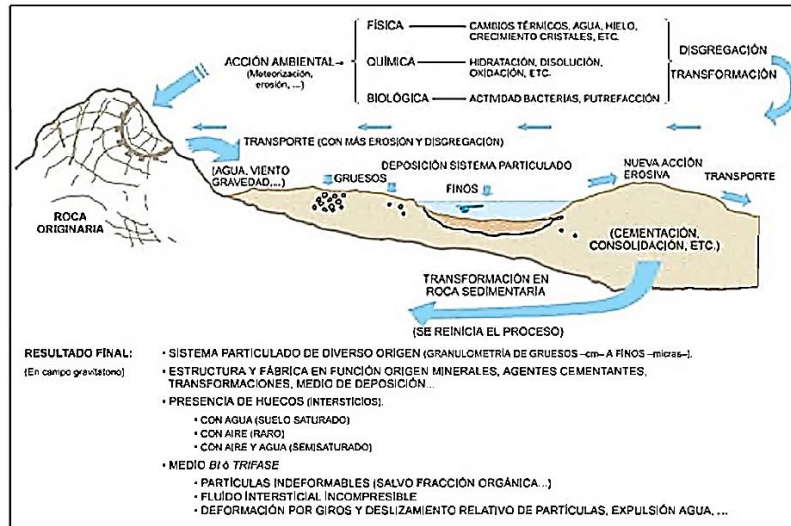 FÍSICA
CAMBIOS TÉRMICOS, AGUA, HIELO,
CRECIMIENTO CRISTALES, ETC.
ACCIÓN AMBIENTAL
(Meteorización,
erosión, ...)
QUÍMICA
HIDRATACIÓN, DISOLUCIÓN,
OXIDACIÓN, ETC.
BIOLÓGICA
ACTIVIDAD BACTERIAS, PUTREFACCIÓN
DISGREGACIÓN
TRANSFORMACIÓN
TRANSPORTE (CON MÁS EROSIÓN Y DISGREGACIÓN)
(AGUA, VIENTO
GRAVEDAD,...)
DEPOSICIÓN SISTEMA PARTICULADO
GRUESOS
FINOS
NUEVA ACCIÓN
EROSIVA
TRANSPORTE
ROCA
ORIGINARIA
(CEMENTACIÓN,
CONSOLIDACIÓN, ETC.)
TRANSFORMACIÓN EN
ROCA SEDIMENTARIA
(SE REINICIA EL PROCESO)
RESULTADO FINAL:
(En campo gravitatorio)
• SISTEMA PARTICULADO DE DIVERSO ORIGEN (GRANULOMETRÍA DE GRUESOS –cm– A FINOS –micras–).
• ESTRUCTURA Y FÁBRICA EN FUNCIÓN ORIGEN MINERALES, AGENTES CEMENTANTES,
TRANSFORMACIONES, MEDIO DE DEPOSICIÓN...
• PRESENCIA DE HUECOS (INTERSTICIOS).
• CON AGUA (SUELO SATURADO)
• CON AIRE (RARO)
• CON AIRE Y AGUA (SEMISATURADO)
• MEDIO BI ó TRIFASE
• PARTÍCULAS INDEFORMABLES (SALVO FRACCIÓN ORGÁNICA...)
• FLUÍDO INTERSTICIAL INCOMPRESIBLE
• DEFORMACIÓN POR GIROS Y DESLIZAMIENTO RELATIVO DE PARTÍCULAS, EXPULSIÓN AGUA, ...